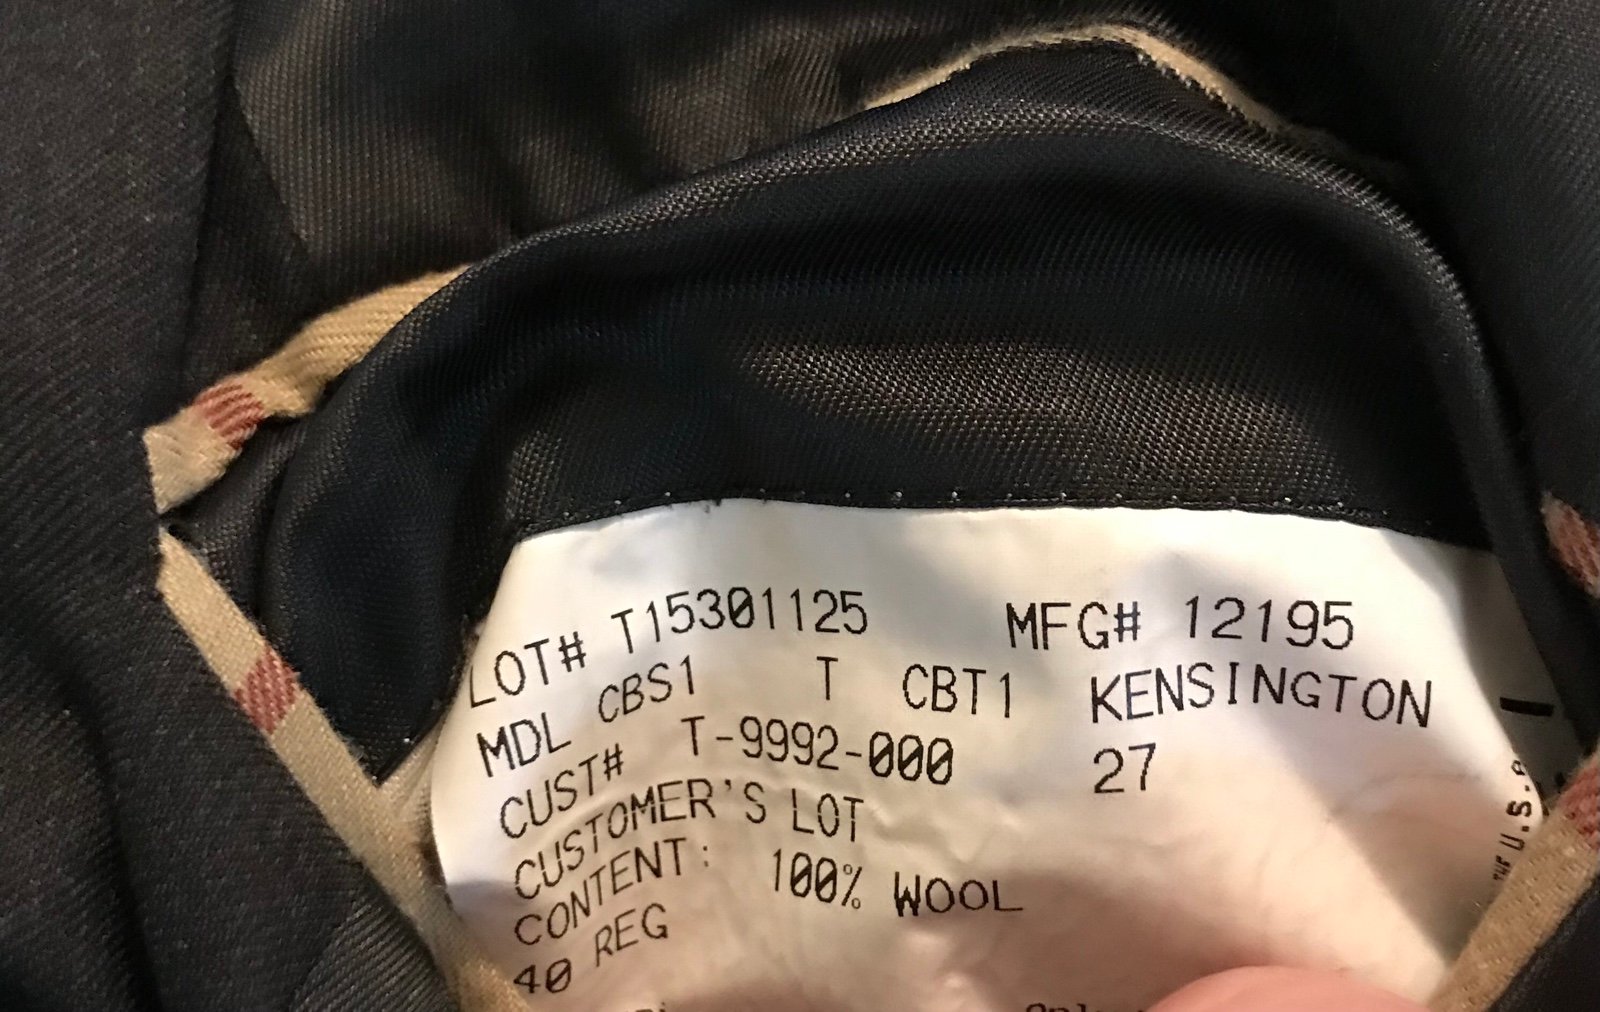 LOT# T15301125 MFG# 12195
MDL CBS1 T CBT1 KENSINGTON
CUST# T-9992-000 27
CUSTOMER'S LOT
CONTENT: 100% WOOL
40 REG
THE U.S.